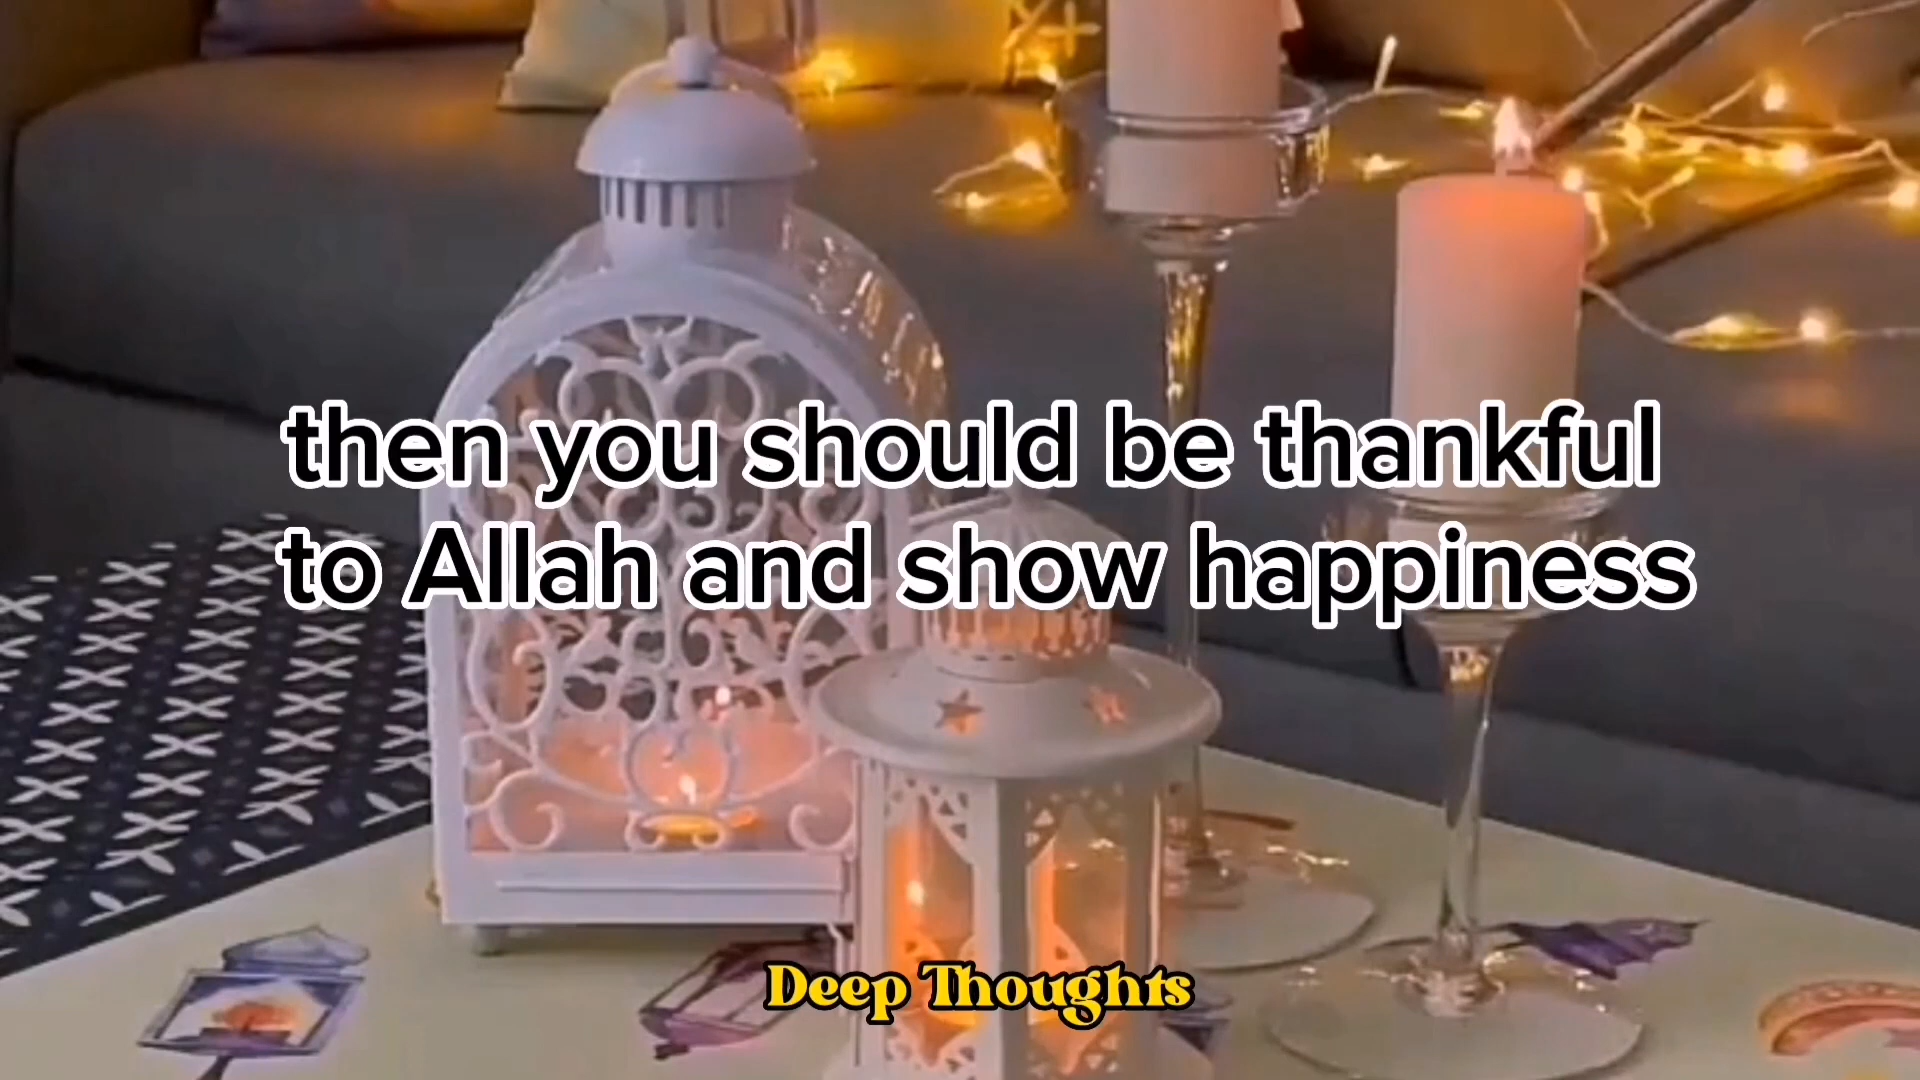 then you should be thankful
to Allah and show happiness
Deep Thoughts